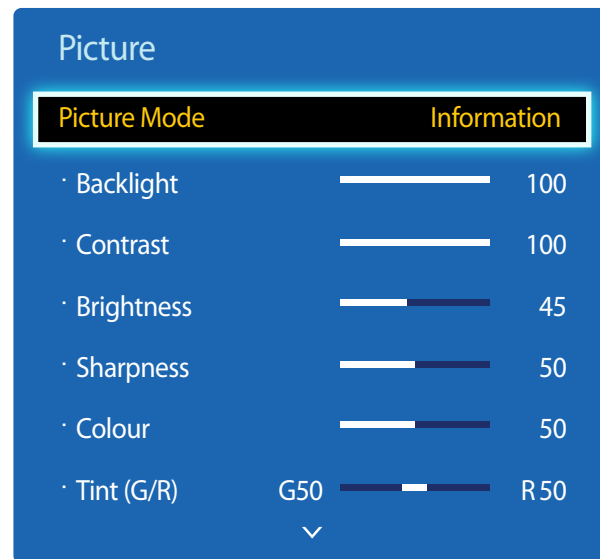 Picture
Picture Mode Information
· Backlight 100
· Contrast 100
· Brightness 45
· Sharpness 50
· Colour 50
· Tint (G/R) G50 R50